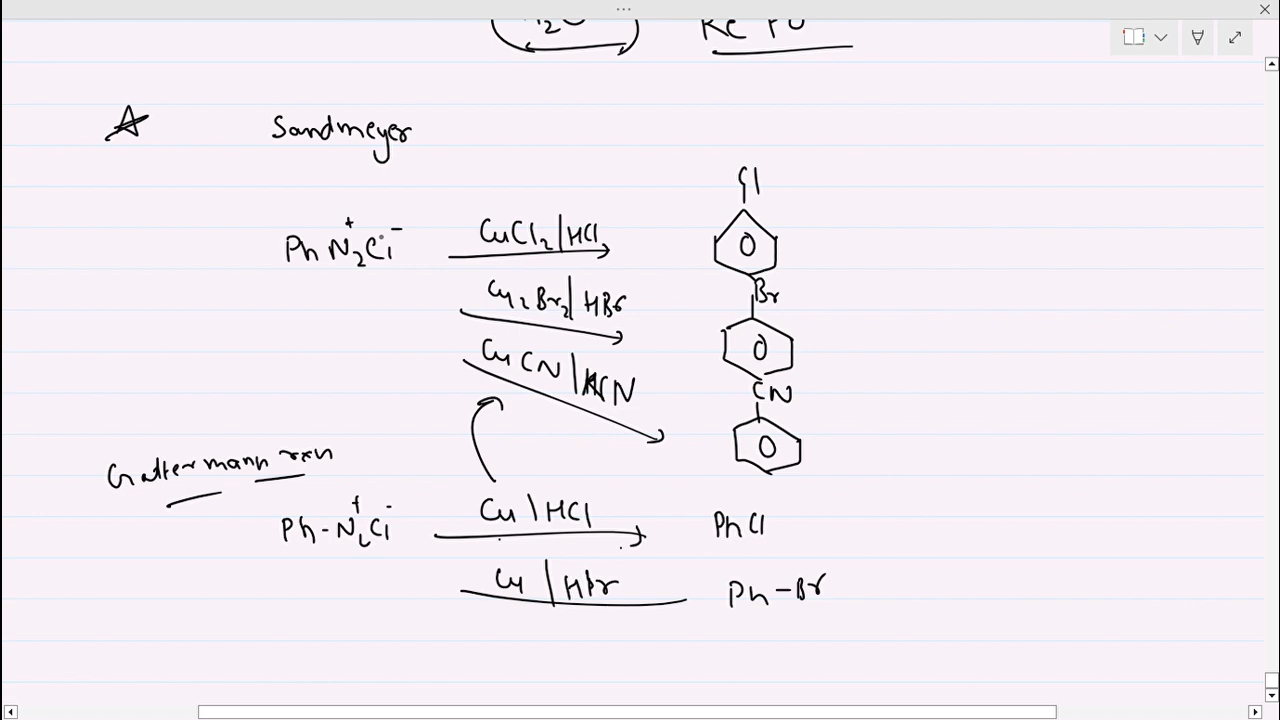 Sandmeyer
Cl
Ph N₂⁺Cl⁻ CuCl₂ | HCl
Cu₂Br₂ | HBr Br
CuCN | KCN CN
Gattermann rxn
Ph-N₂⁺Cl⁻ Cu | HCl PhCl
Cu | HBr Ph-Br